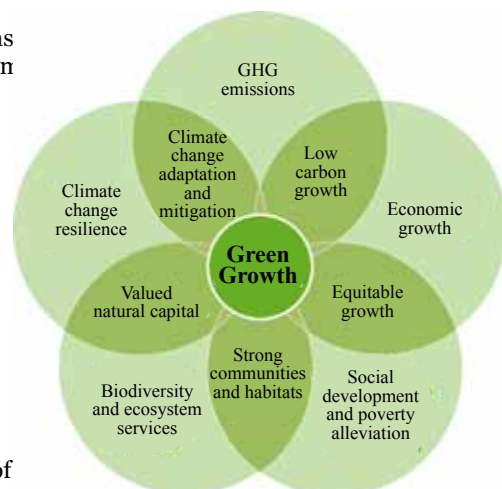 GHG
emissions
Climate
change
adaptation
and
mitigation
Low
carbon
growth
Climate
change
resilience
Economic
growth
Green
Growth
Valued
natural capital
Equitable
growth
Strong
communities
and habitats
Biodiversity
and ecosystem
services
Social
development
and poverty
alleviation
of